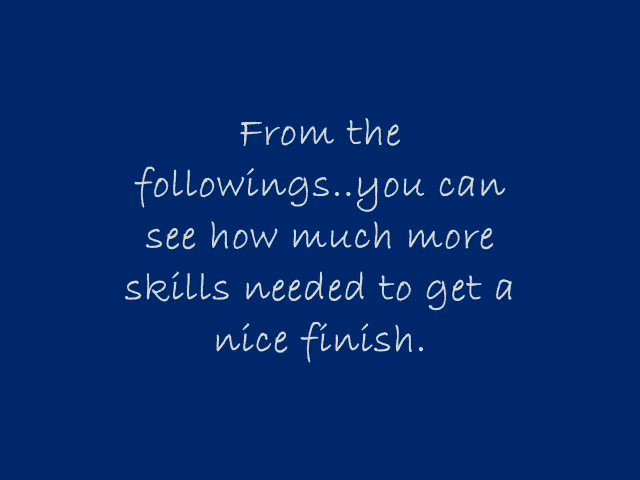 From the
followings..you can
see how much more
skills needed to get a
nice finish.